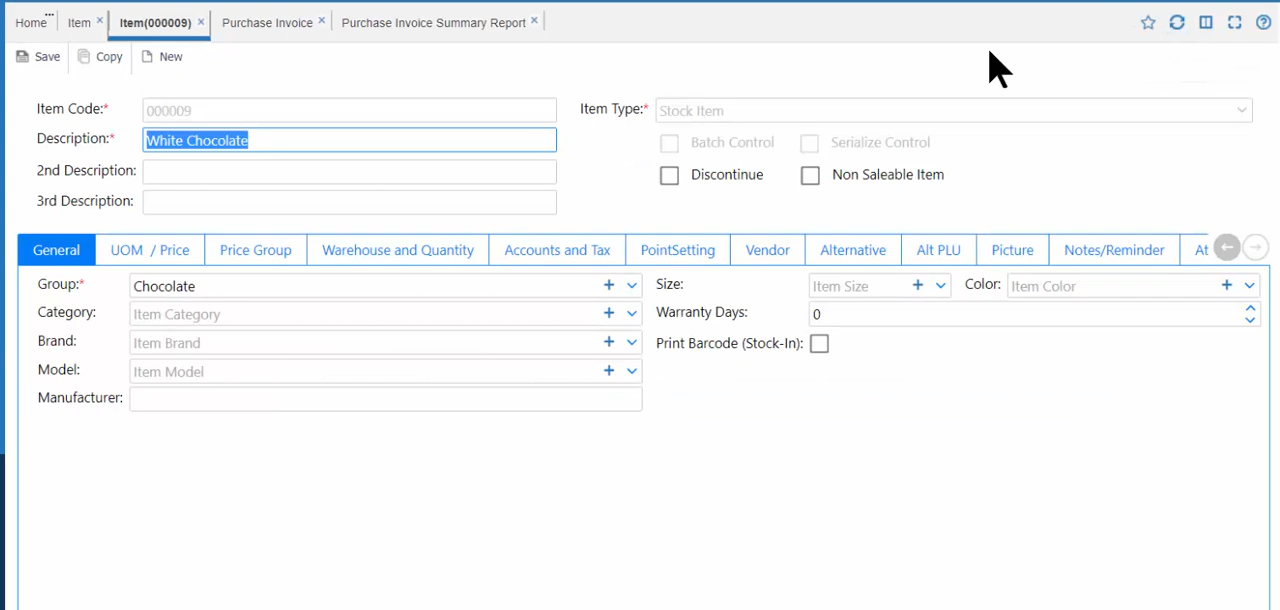 Home Item Item(000009) Purchase Invoice Purchase Invoice Summary Report
Save Copy New
Item Code:* 000009 Item Type:* Stock Item
Description:* White Chocolate Batch Control Serialize Control
2nd Description: Discontinue Non Saleable Item
3rd Description:
General UOM / Price Price Group Warehouse and Quantity Accounts and Tax PointSetting Vendor Alternative Alt PLU Picture Notes/Reminder At
Group:* Chocolate Size: Item Size Color: Item Color
Category: Item Category Warranty Days: 0
Brand: Item Brand Print Barcode (Stock-In):
Model: Item Model
Manufacturer: